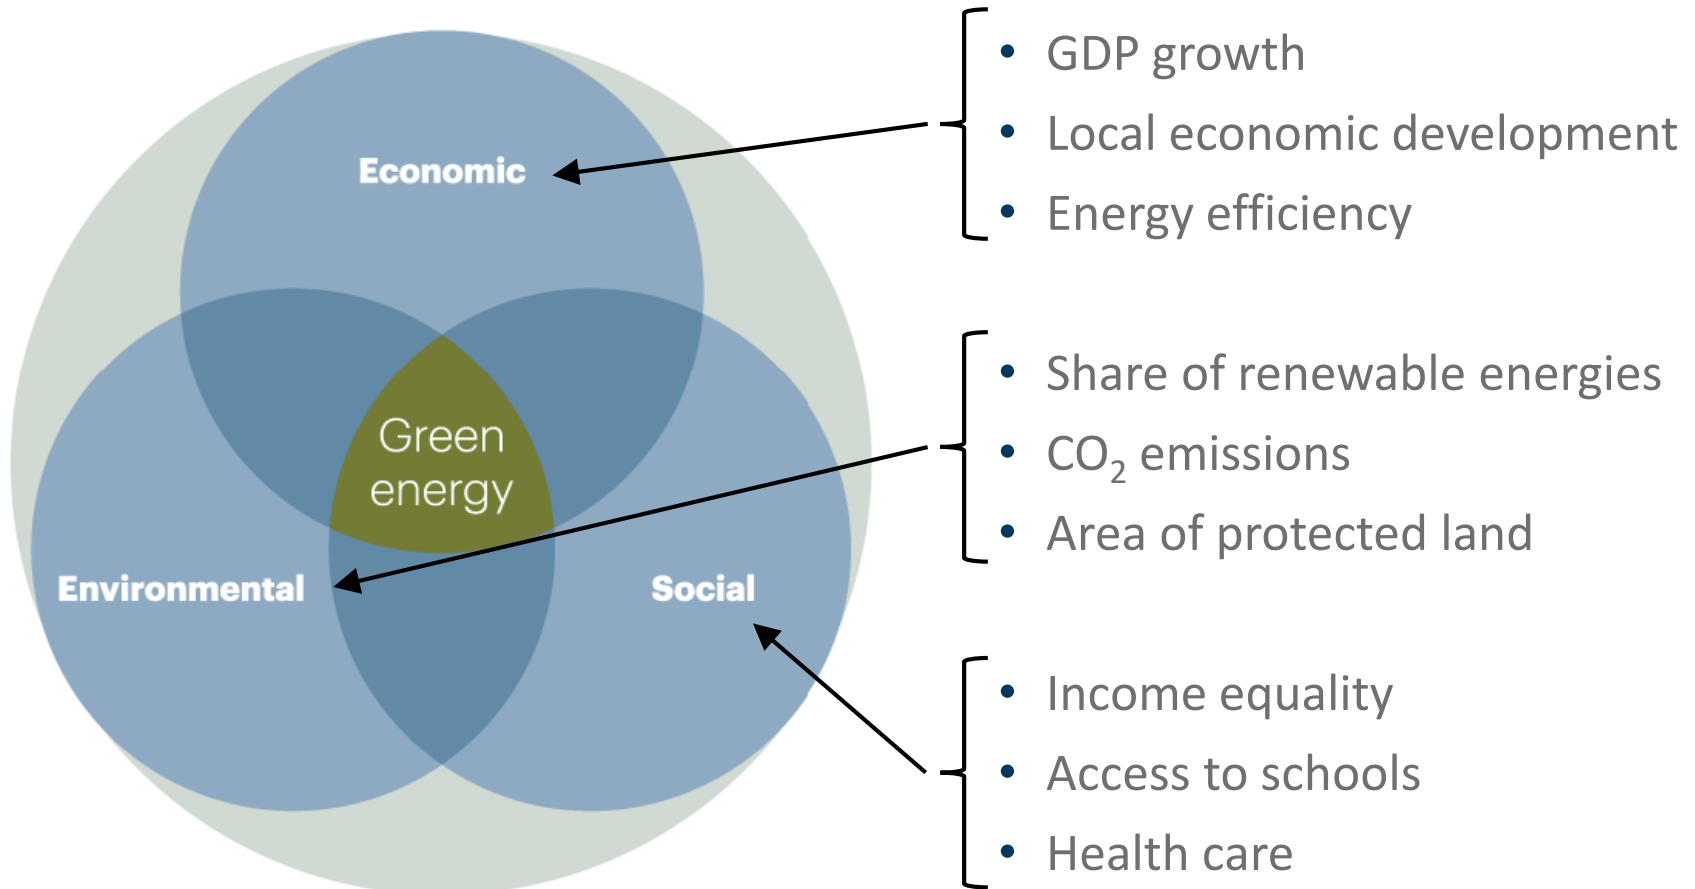 Economic
Green
energy
Environmental
Social
• GDP growth
• Local economic development
• Energy efficiency
• Share of renewable energies
• CO₂ emissions
• Area of protected land
• Income equality
• Access to schools
• Health care